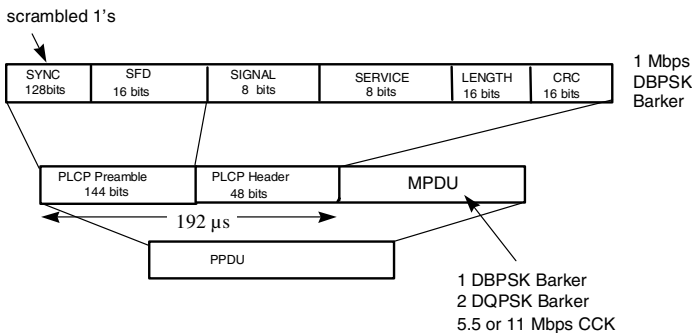 scrambled 1's
SYNC
128bits
SFD
16 bits
SIGNAL
8 bits
SERVICE
8 bits
LENGTH
16 bits
CRC
16 bits
1 Mbps
DBPSK
Barker
PLCP Preamble
144 bits
PLCP Header
48 bits
MPDU
192 µs
PPDU
1 DBPSK Barker
2 DQPSK Barker
5.5 or 11 Mbps CCK